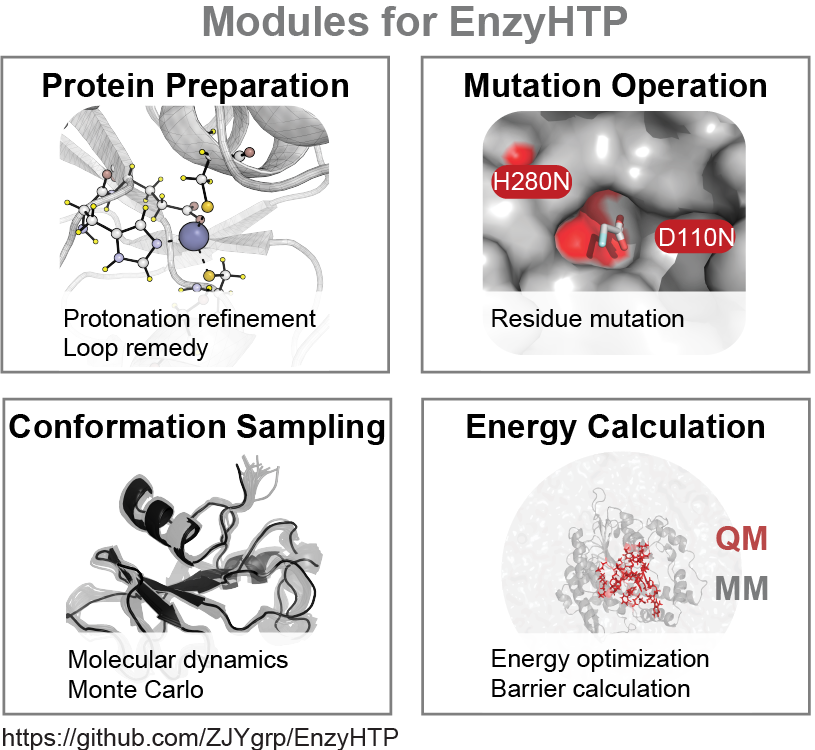 Modules for EnzyHTP
Protein Preparation
Protonation refinement
Loop remedy
Mutation Operation
H280N
D110N
Residue mutation
Conformation Sampling
Molecular dynamics
Monte Carlo
Energy Calculation
QM
MM
Energy optimization
Barrier calculation
https://github.com/ZJYgrp/EnzyHTP